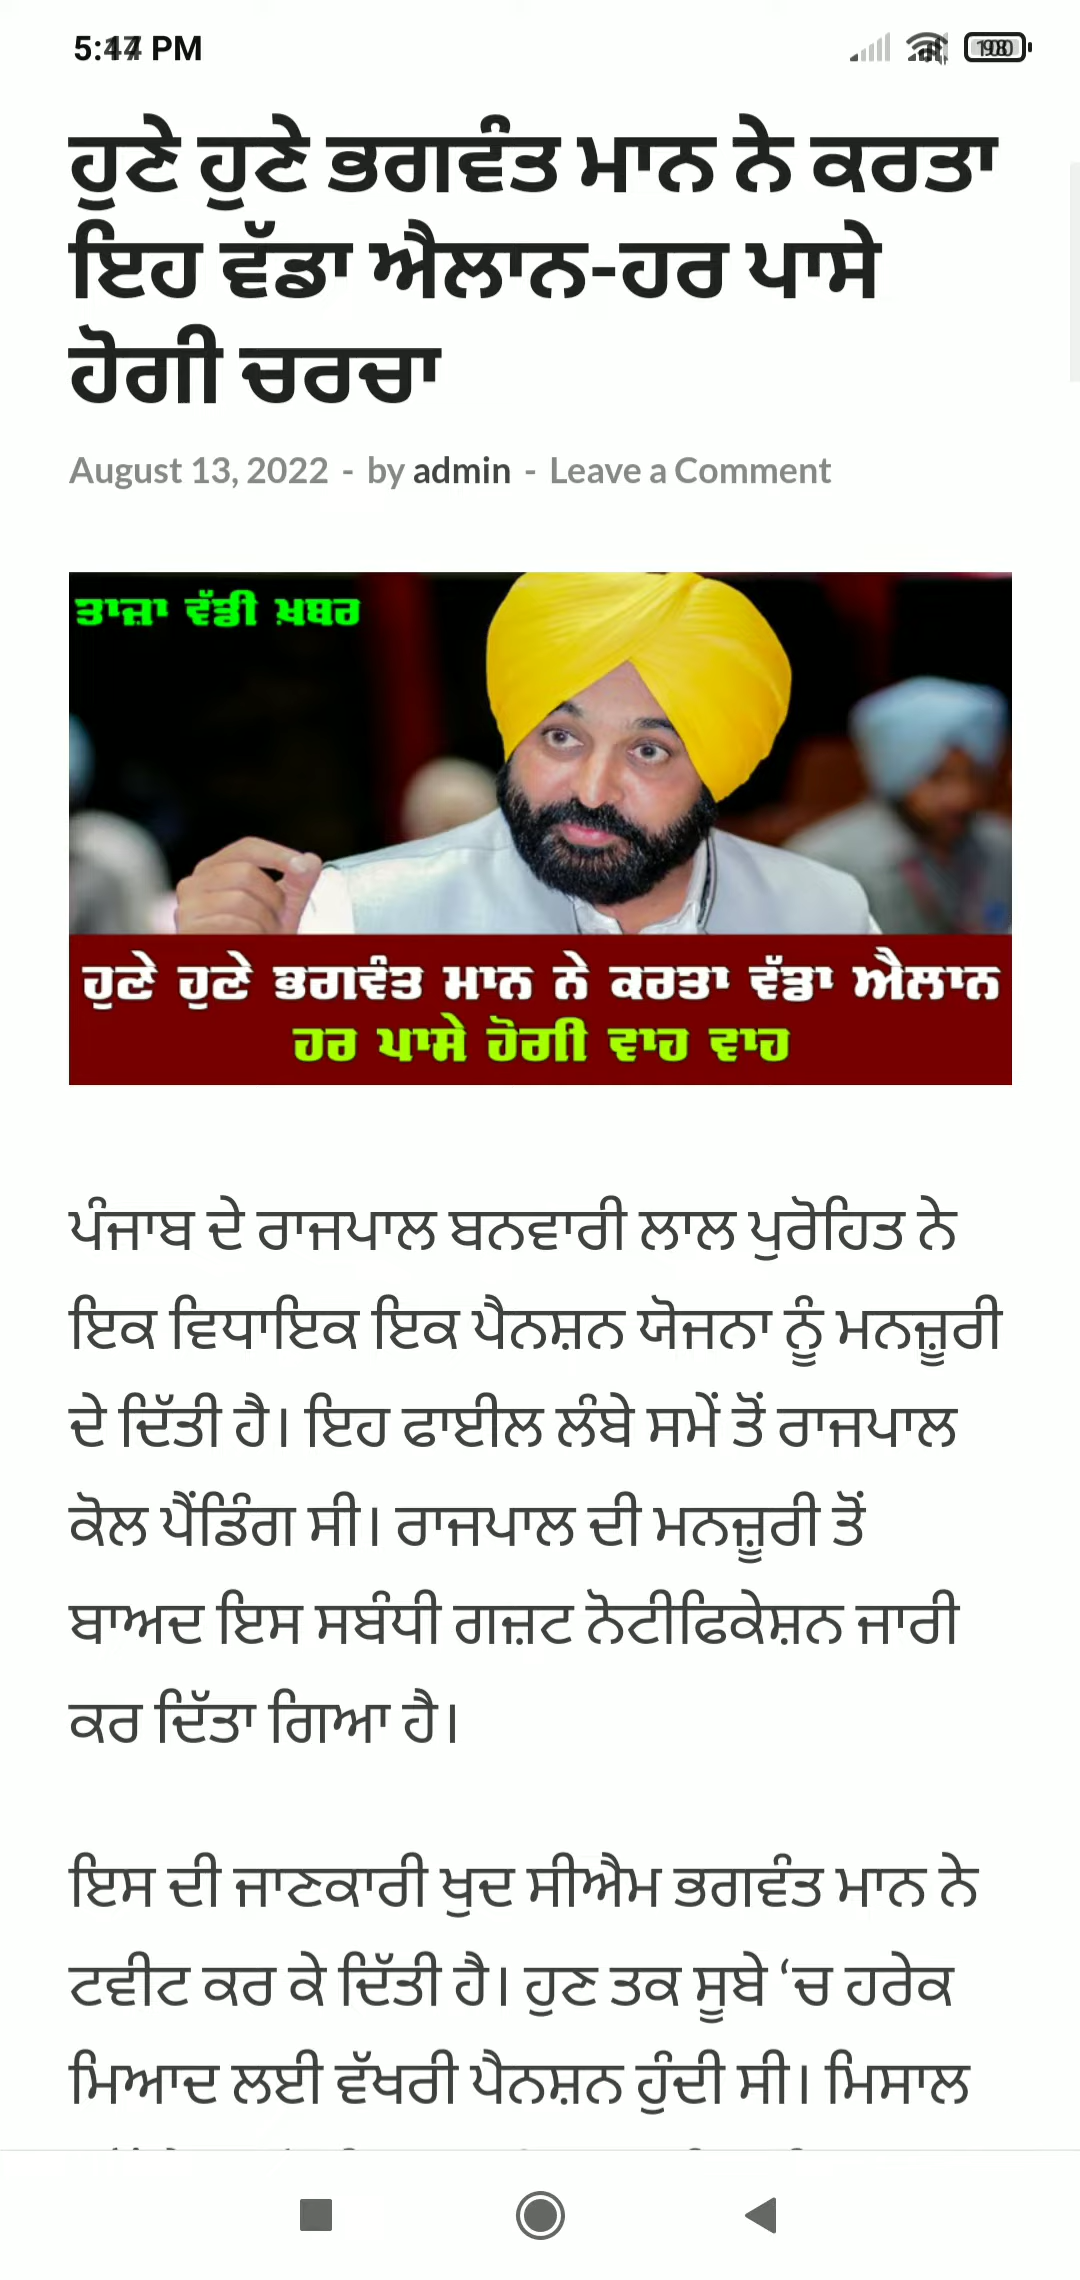 PM
ਹੁਣੇ ਹੁਣੇ ਭਗਵੰਤ ਮਾਨ ਨੇ ਕਰਤਾ
ਇਹ ਵੱਡਾ ਐਲਾਨ-ਹਰ ਪਾਸੇ
ਹੋਗੀ ਚਰਚਾ
August 13, 2022 - by admin - Leave a Comment
ਤਾਜ਼ਾ ਵੱਡੀ ਖ਼ਬਰ
ਹੁਣੇ ਹੁਣੇ ਭਗਵੰਤ ਮਾਨ ਨੇ ਕਰਤਾ ਵੱਡਾ ਐਲਾਨ
ਹਰ ਪਾਸੇ ਹੋਗੀ ਵਾਹ ਵਾਹ
ਪੰਜਾਬ ਦੇ ਰਾਜਪਾਲ ਬਨਵਾਰੀ ਲਾਲ ਪੁਰੋਹਿਤ ਨੇ
ਇਕ ਵਿਧਾਇਕ ਇਕ ਪੈਨਸ਼ਨ ਯੋਜਨਾ ਨੂੰ ਮਨਜ਼ੂਰੀ
ਦੇ ਦਿੱਤੀ ਹੈ। ਇਹ ਫਾਈਲ ਲੰਬੇ ਸਮੇਂ ਤੋਂ ਰਾਜਪਾਲ
ਕੋਲ ਪੈਂਡਿੰਗ ਸੀ। ਰਾਜਪਾਲ ਦੀ ਮਨਜ਼ੂਰੀ ਤੋਂ
ਬਾਅਦ ਇਸ ਸਬੰਧੀ ਗਜ਼ਟ ਨੋਟੀਫਿਕੇਸ਼ਨ ਜਾਰੀ
ਕਰ ਦਿੱਤਾ ਗਿਆ ਹੈ।
ਇਸ ਦੀ ਜਾਣਕਾਰੀ ਖੁਦ ਸੀਐਮ ਭਗਵੰਤ ਮਾਨ ਨੇ
ਟਵੀਟ ਕਰ ਕੇ ਦਿੱਤੀ ਹੈ। ਹੁਣ ਤਕ ਸੂਬੇ ‘ਚ ਹਰੇਕ
ਮਿਆਦ ਲਈ ਵੱਖਰੀ ਪੈਨਸ਼ਨ ਹੁੰਦੀ ਸੀ। ਮਿਸਾਲ